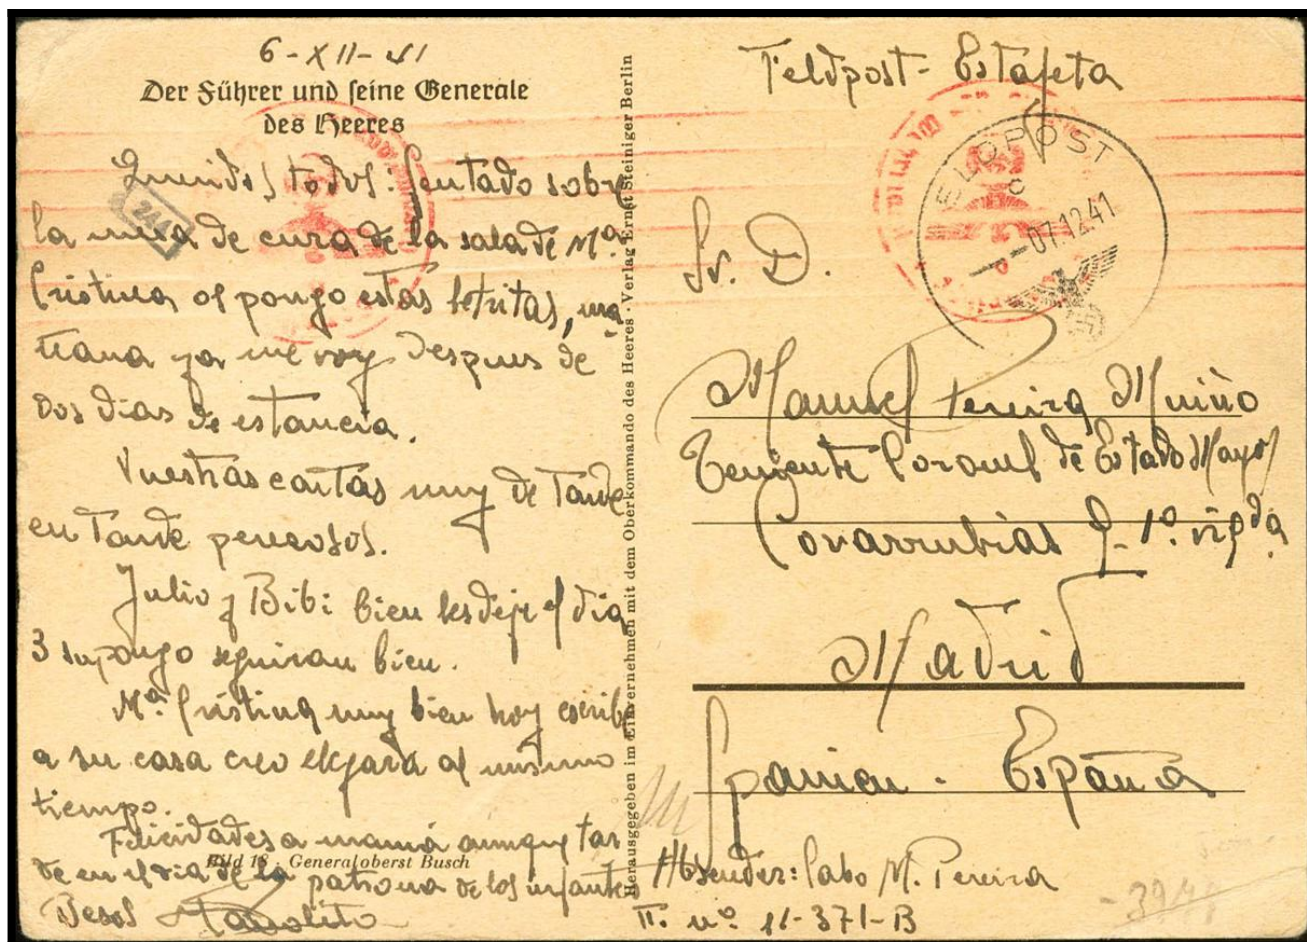 6-XII-41
Der Führer und seine Generale
des Heeres
Queridos todos: Sentado sobre
la mesa de cura de la sala de Mª
Cristina os pongo estas letritas, ma
ñana ya me voy despues de
dos dias de estancia.
Vuestras cartas muy de tarde
en tarde perezosos.
Julio y Bibi bien les deje el dia
3 supongo seguiran bien.
Mª Cristina muy bien hoy escribe
a su casa creo llegará al mismo
tiempo.
Felicidades a mamá aunque tar
de en el dia de la patrona de los infantes
Bild 18 · Generaloberst Busch
Besos
Herausgegeben im Einvernehmen mit dem Oberkommando des Heeres · Verlag Ernst Steiniger Berlin
Feldpost - Estafeta
FELDPOST
c
07.12.41
Sr. D.
Manuel Pereira Muiño
Teniente Coronel de Estado Mayor
Covarrubias 9-1º izqda
Madrid
Spanien - España
Absender: Cabo M. Pereira
F. nº 11-371-B